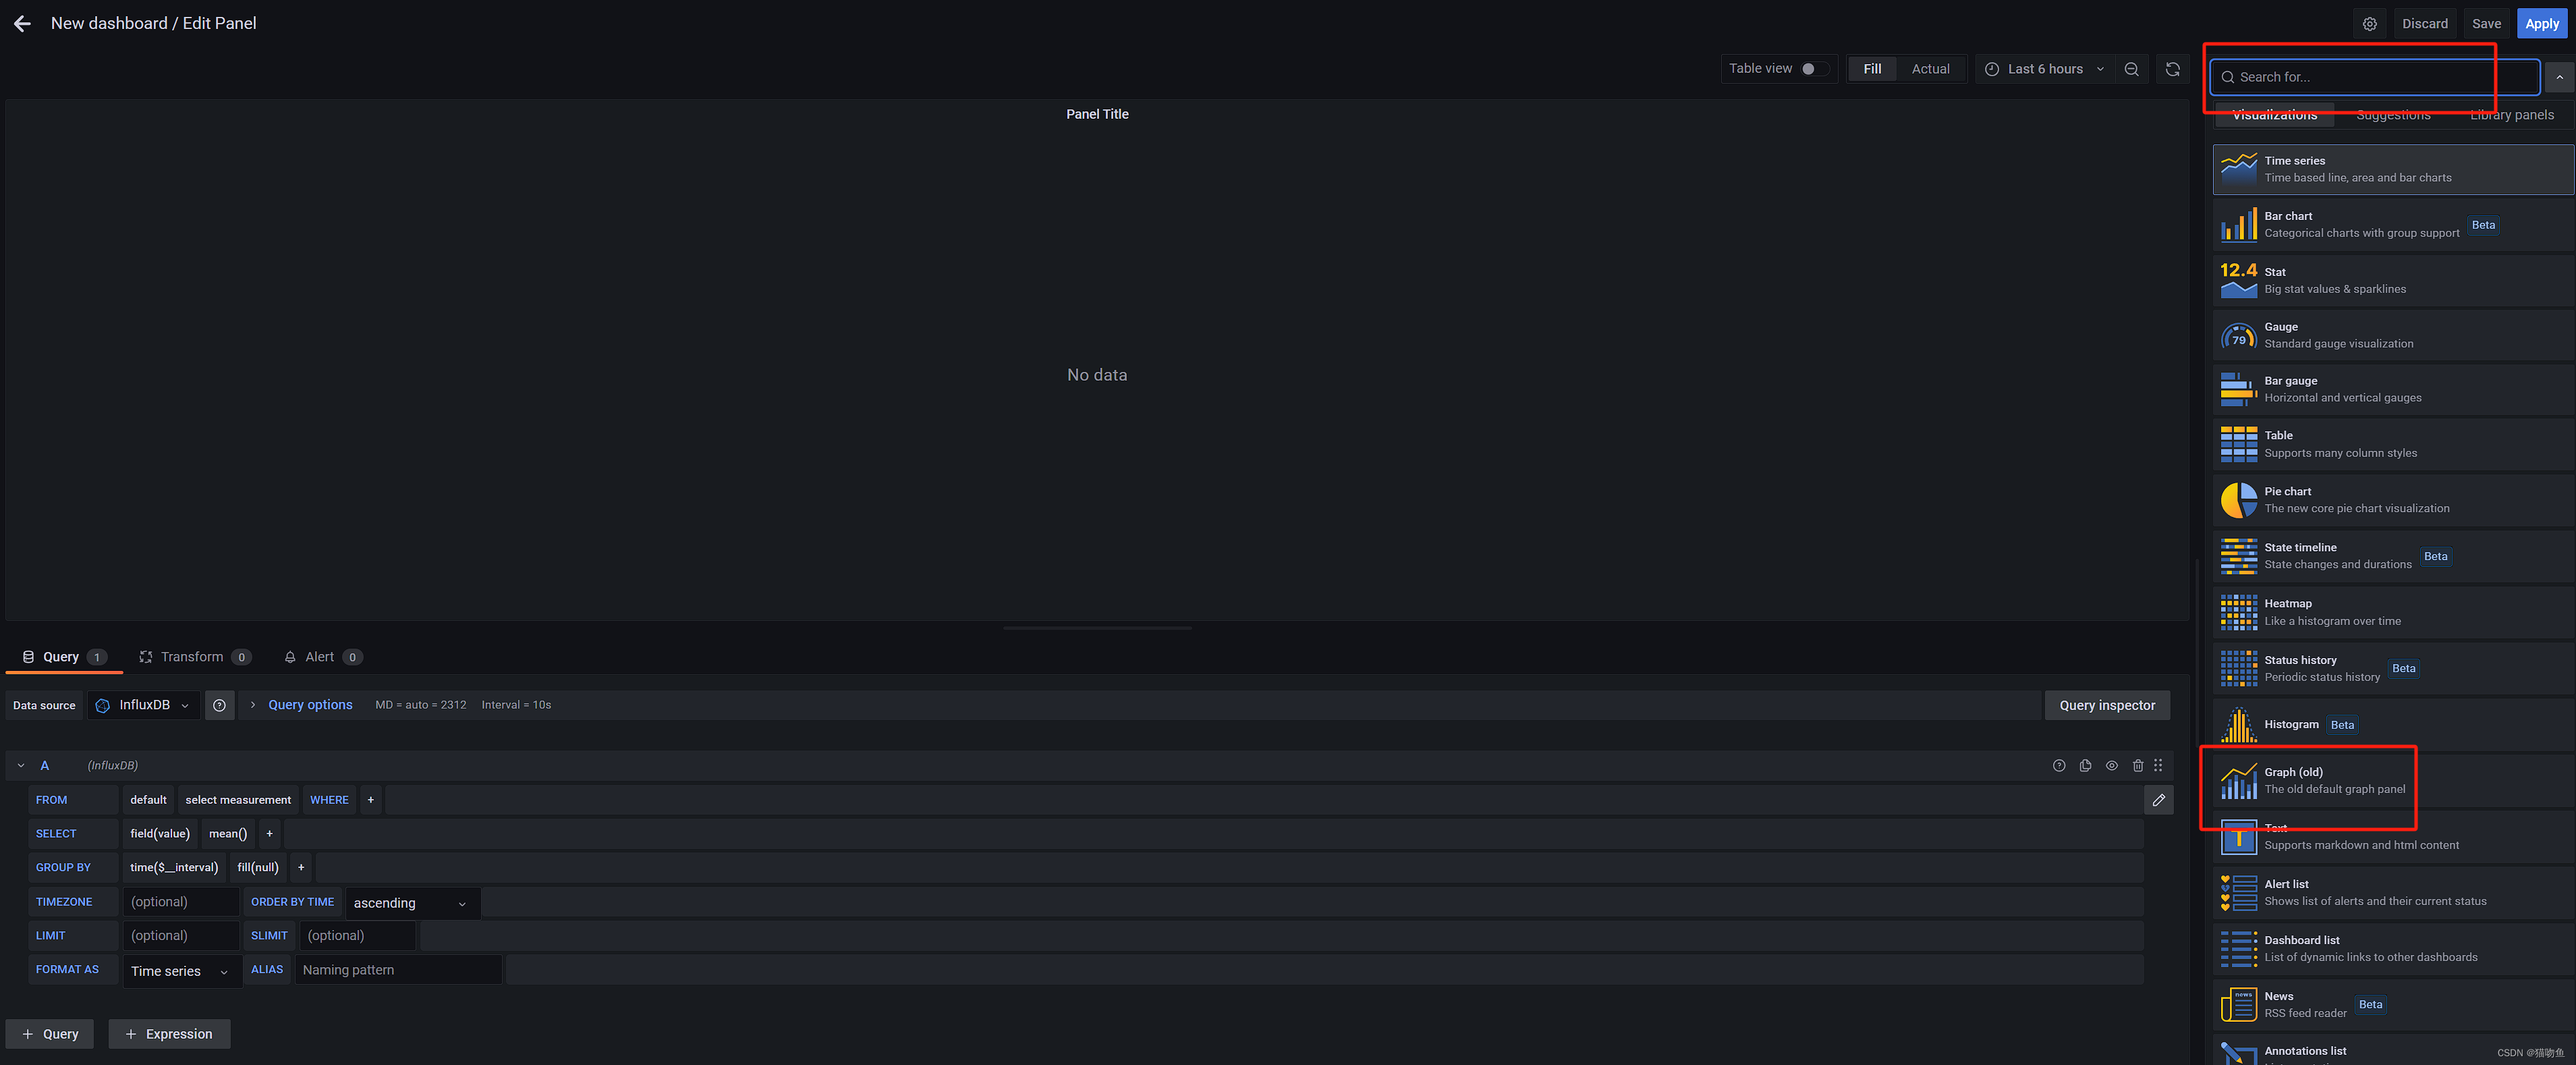 New dashboard / Edit Panel
Discard
Save
Apply
Table view
Fill
Actual
Last 6 hours
Search for...
Visualizations
Suggestions
Library panels
Panel Title
No data
Time series
Time based line, area and bar charts
Bar chart
Categorical charts with group support
Beta
12.4
Stat
Big stat values & sparklines
79
Gauge
Standard gauge visualization
Bar gauge
Horizontal and vertical gauges
Table
Supports many column styles
Pie chart
The new core pie chart visualization
State timeline
State changes and durations
Beta
Heatmap
Like a histogram over time
Status history
Periodic status history
Beta
Histogram
Beta
Graph (old)
The old default graph panel
T
Text
Supports markdown and html content
Alert list
Shows list of alerts and their current status
Dashboard list
List of dynamic links to other dashboards
news
News
RSS feed reader
Beta
Annotations list
Query 1
Transform 0
Alert 0
Data source
InfluxDB
Query options
MD = auto = 2312
Interval = 10s
Query inspector
A
(InfluxDB)
FROM default select measurement WHERE +
SELECT field(value) mean() +
GROUP BY time($__interval) fill(null) +
TIMEZONE (optional) ORDER BY TIME ascending
LIMIT (optional) SLIMIT (optional)
FORMAT AS Time series ALIAS Naming pattern
+ Query
+ Expression
CSDN @猫吻鱼